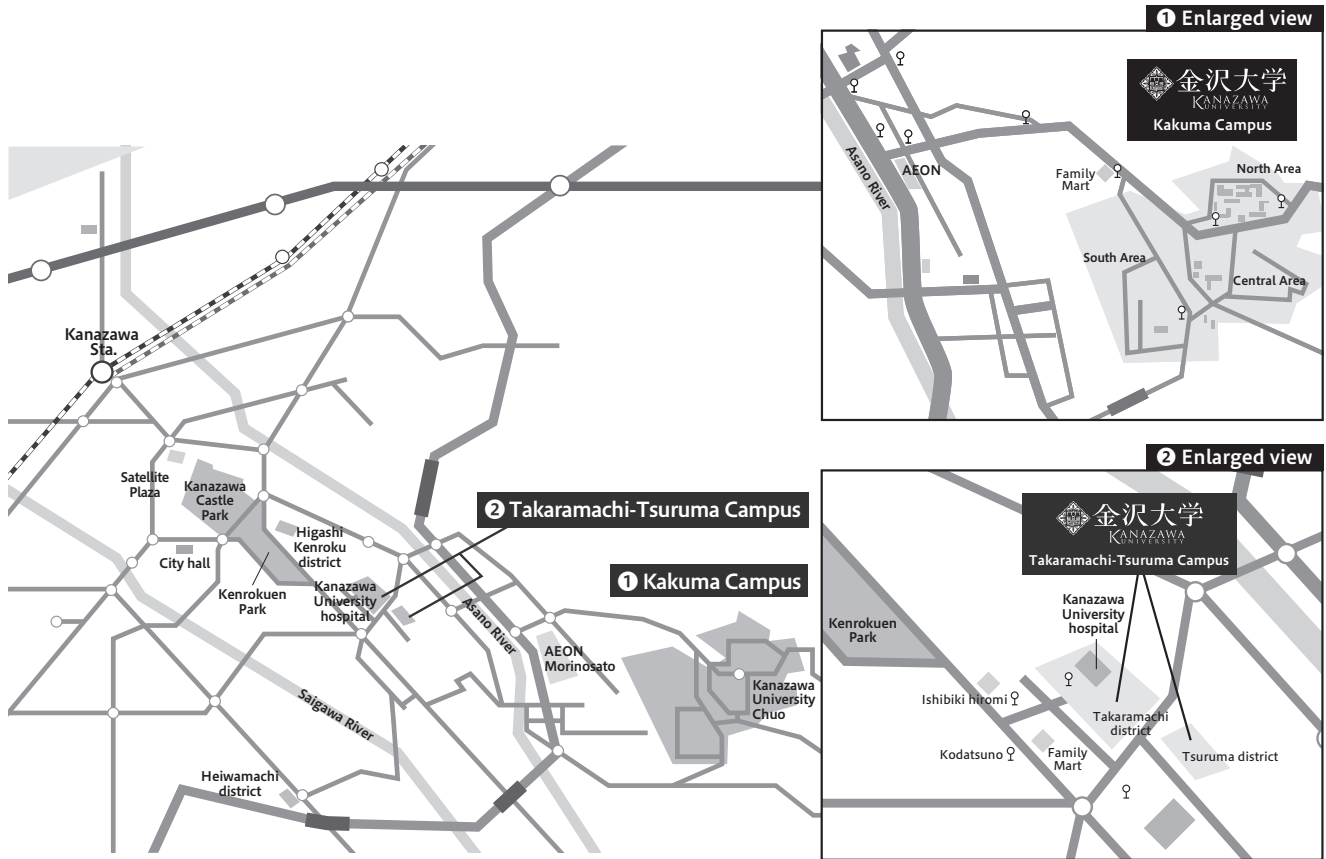 ❶ Enlarged view
金沢大学
KANAZAWA
UNIVERSITY
Kakuma Campus
North Area
Family
Mart
AEON
Asano River
South Area
Central Area
Kanazawa
Sta.
Satellite
Plaza
Kanazawa
Castle
Park
City hall
Kenrokuen
Park
Higashi
Kenroku
district
Kanazawa
University
hospital
❷ Takaramachi-Tsuruma Campus
❶ Kakuma Campus
Asano River
AEON
Morinosato
Kanazawa
University
Chuo
Saigawa River
Heiwamachi
district
❷ Enlarged view
金沢大学
KANAZAWA
UNIVERSITY
Takaramachi-Tsuruma Campus
Kanazawa
University
hospital
Kenrokuen
Park
Ishibiki hiromi
Takaramachi
district
Kodatsuno
Family
Mart
Tsuruma district